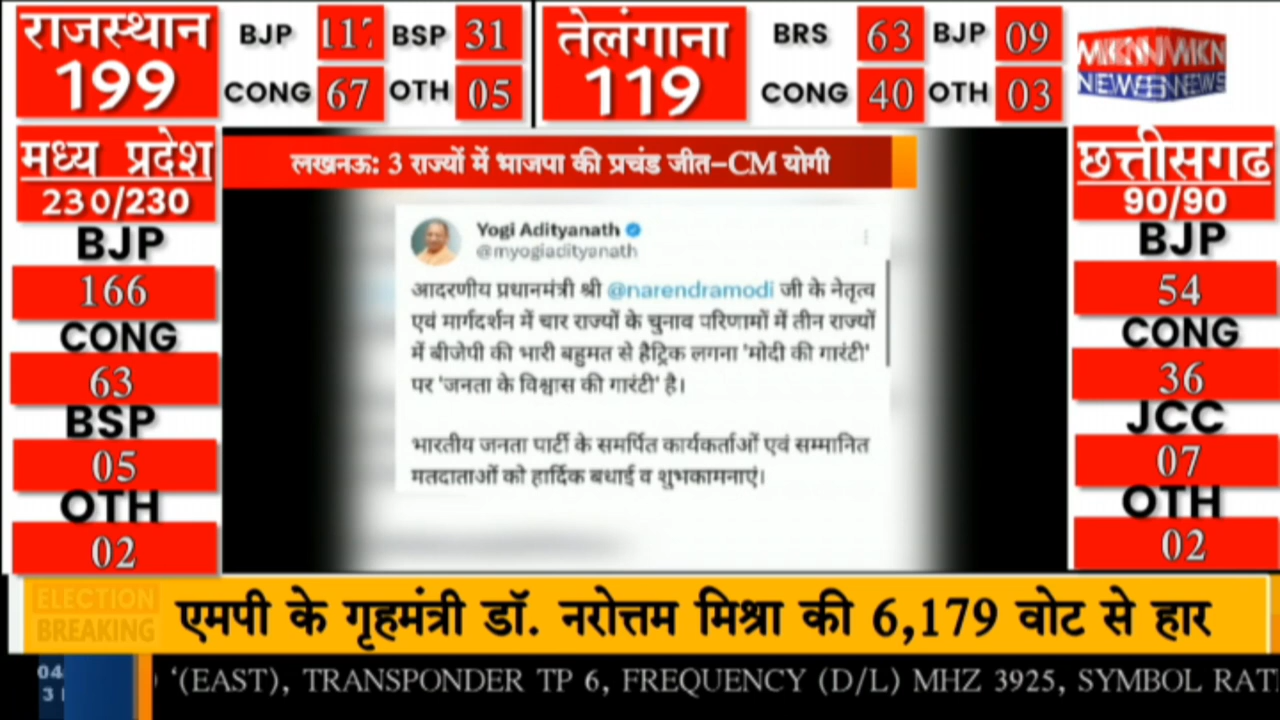 राजस्थान
199
BJP
BSP 31
CONG 67 OTH 05
तेलंगाना
119
BRS 63 BJP 09
CONG 40 OTH 03
NEWS
मध्य प्रदेश
230/230
BJP
166
CONG
63
BSP
05
OTH
02
लखनऊ: 3 राज्यों में भाजपा की प्रचंड जीत-CM योगी
Yogi Adityanath
@myogiadityanath
आदरणीय प्रधानमंत्री श्री @narendramodi जी के नेतृत्व
एवं मार्गदर्शन में चार राज्यों के चुनाव परिणामों में तीन राज्यों
में बीजेपी की भारी बहुमत से हैट्रिक लगना 'मोदी की गारंटी'
पर 'जनता के विश्वास की गारंटी' है।
भारतीय जनता पार्टी के समर्पित कार्यकर्ताओं एवं सम्मानित
मतदाताओं को हार्दिक बधाई व शुभकामनाएं।
छत्तीसगढ
90/90
BJP
54
CONG
36
JCC
07
OTH
02
ELECTION
BREAKING
एमपी के गृहमंत्री डॉ. नरोत्तम मिश्रा की 6,179 वोट से हार
04
3
(EAST), TRANSPONDER TP 6, FREQUENCY (D/L) MHZ 3925, SYMBOL RAT